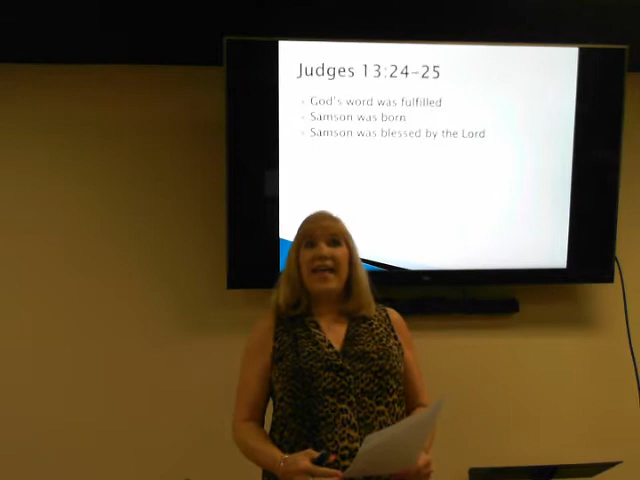 Judges 13:24-25
- God's word was fulfilled
- Samson was born
- Samson was blessed by the Lord